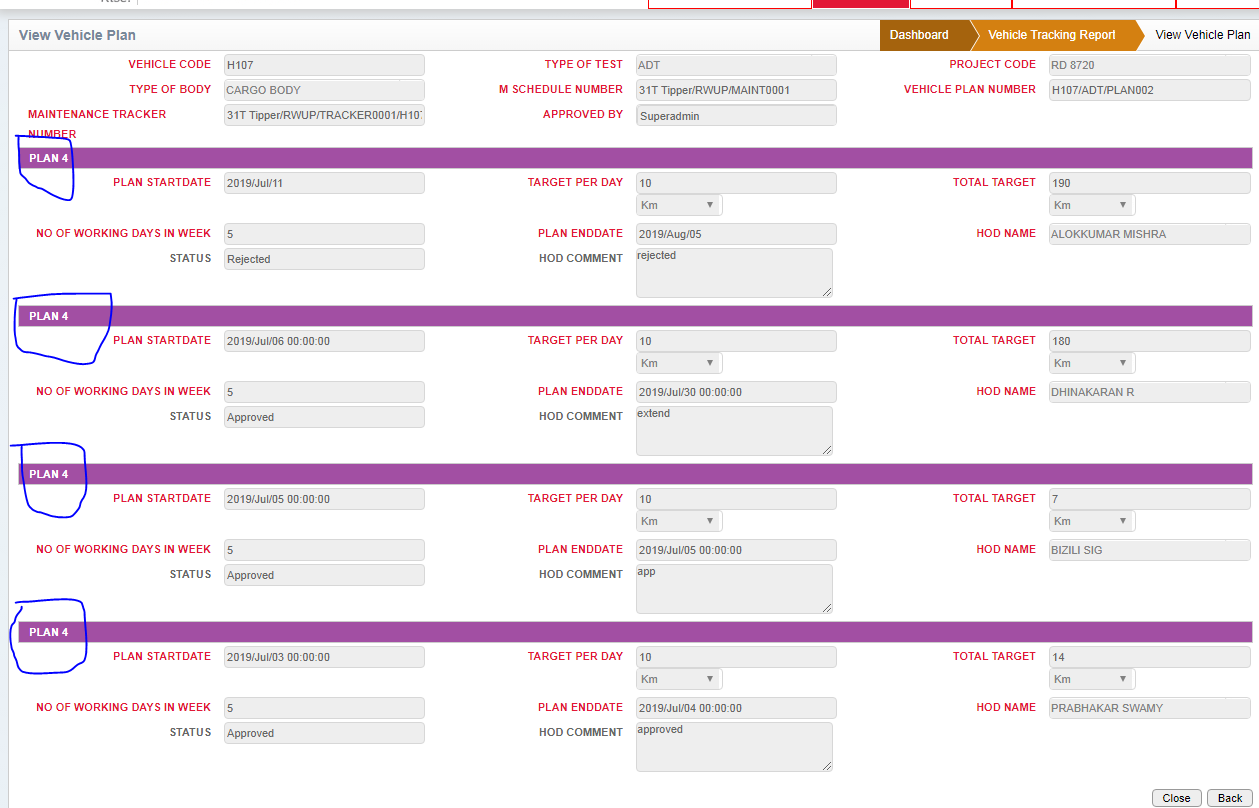 View Vehicle Plan
Dashboard Vehicle Tracking Report View Vehicle Plan
VEHICLE CODE H107 TYPE OF TEST ADT PROJECT CODE RD 8720
TYPE OF BODY CARGO BODY M SCHEDULE NUMBER 31T Tipper/RWUP/MAINT0001 VEHICLE PLAN NUMBER H107/ADT/PLAN002
MAINTENANCE TRACKER NUMBER 31T Tipper/RWUP/TRACKER0001/H107 APPROVED BY Superadmin
PLAN 4
PLAN STARTDATE 2019/Jul/11 TARGET PER DAY 10 TOTAL TARGET 190
Km Km
NO OF WORKING DAYS IN WEEK 5 PLAN ENDDATE 2019/Aug/05 HOD NAME ALOKKUMAR MISHRA
STATUS Rejected HOD COMMENT rejected
PLAN 4
PLAN STARTDATE 2019/Jul/06 00:00:00 TARGET PER DAY 10 TOTAL TARGET 180
Km Km
NO OF WORKING DAYS IN WEEK 5 PLAN ENDDATE 2019/Jul/30 00:00:00 HOD NAME DHINAKARAN R
STATUS Approved HOD COMMENT extend
PLAN 4
PLAN STARTDATE 2019/Jul/05 00:00:00 TARGET PER DAY 10 TOTAL TARGET 7
Km Km
NO OF WORKING DAYS IN WEEK 5 PLAN ENDDATE 2019/Jul/05 00:00:00 HOD NAME BIZILI SIG
STATUS Approved HOD COMMENT app
PLAN 4
PLAN STARTDATE 2019/Jul/03 00:00:00 TARGET PER DAY 10 TOTAL TARGET 14
Km Km
NO OF WORKING DAYS IN WEEK 5 PLAN ENDDATE 2019/Jul/04 00:00:00 HOD NAME PRABHAKAR SWAMY
STATUS Approved HOD COMMENT approved
Close Back